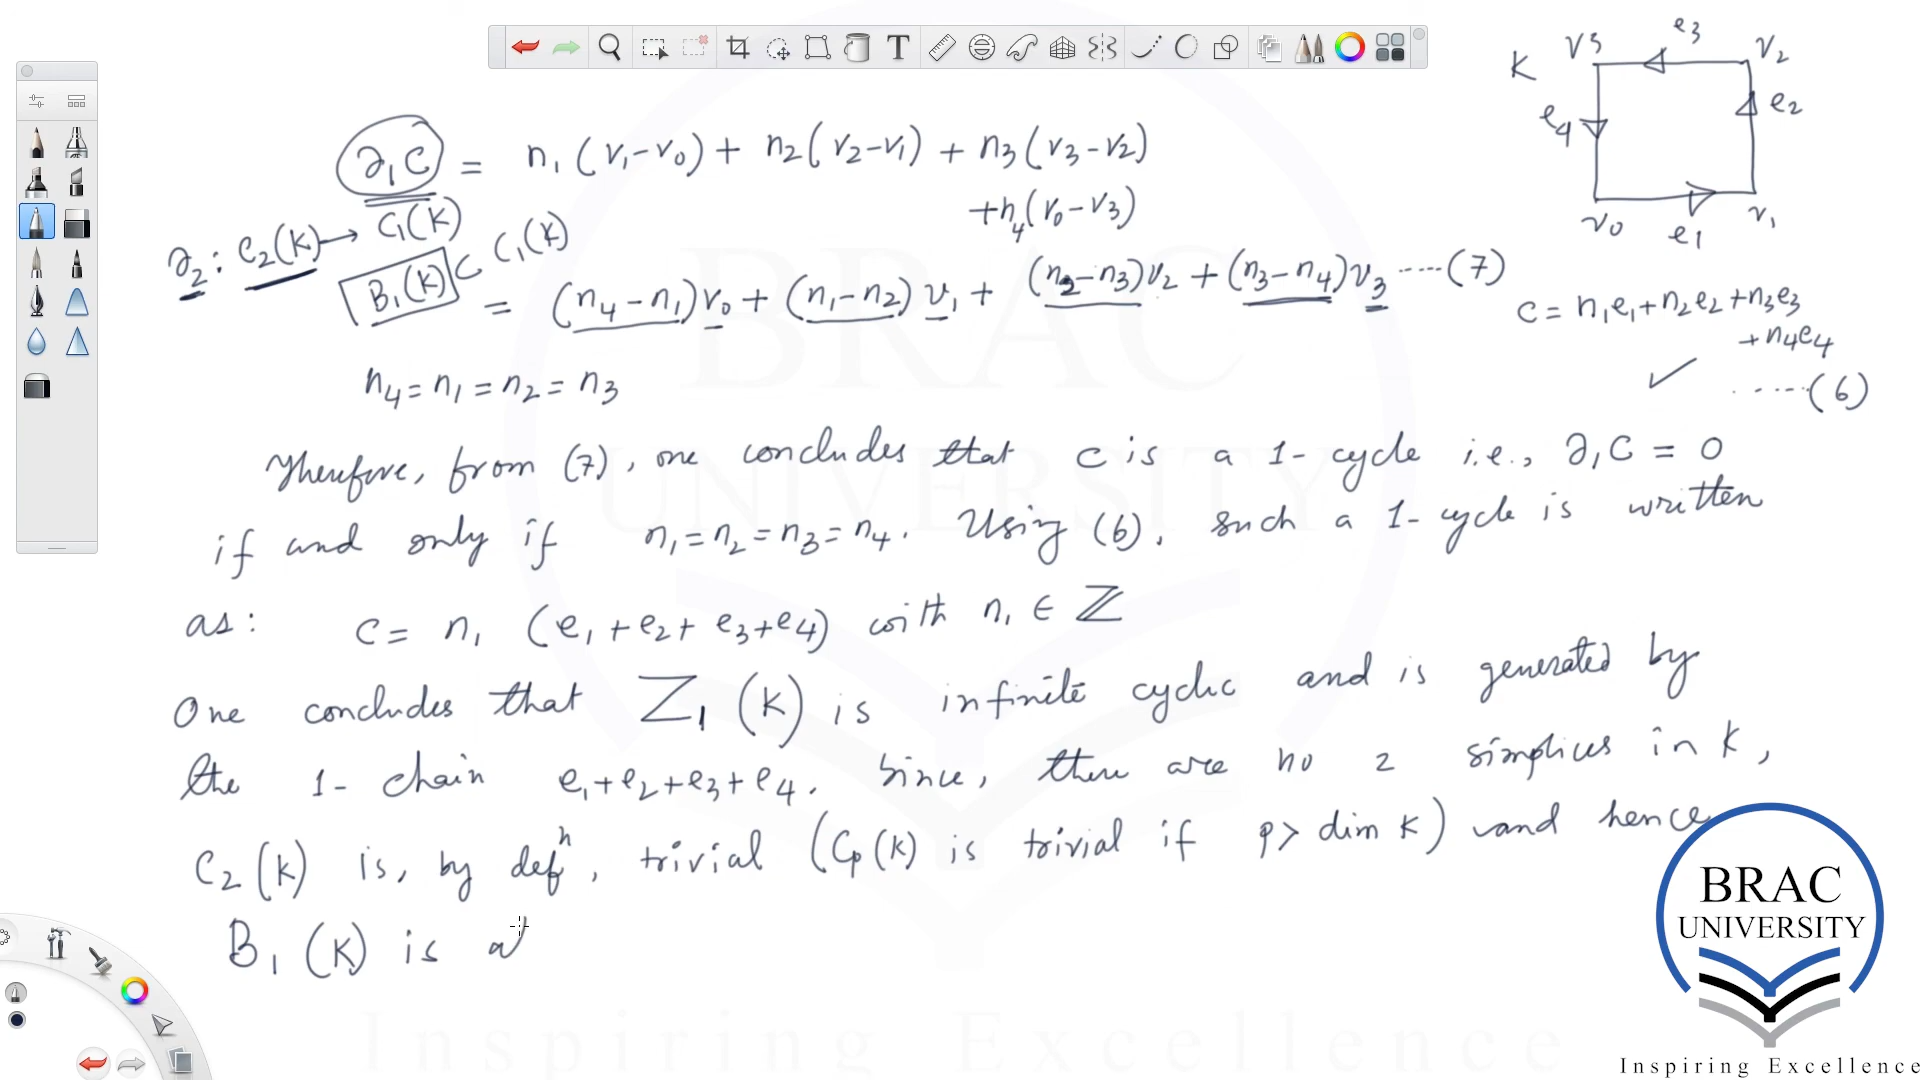 ∂₁C = n₁(v₁-v₀) + n₂(v₂-v₁) + n₃(v₃-v₂)
+n₄(v₀-v₃)
∂₂: C₂(K) → C₁(K)
B₁(K) ⊂ C₁(K)
= (n₄-n₁)v₀ + (n₁-n₂)v₁ + (n₂-n₃)v₂ + (n₃-n₄)v₃ ....(7)
n₄ = n₁ = n₂ = n₃
K
v₃ e₃ v₂
e₄ e₂
v₀ e₁ v₁
c = n₁e₁+n₂e₂+n₃e₃
+n₄e₄
✓ ....(6)
Therefore, from (7), one concludes that c is a 1-cycle i.e., ∂₁C = 0
if and only if n₁=n₂=n₃=n₄. Using (6), such a 1-cycle is written
as: C = n₁ (e₁+e₂+e₃+e₄) with n₁ ∈ ℤ
One concludes that Z₁(K) is infinite cyclic and is generated by
the 1-chain e₁+e₂+e₃+e₄. Since, there are no 2 simplices in K,
C₂(K) is, by defⁿ, trivial (Cₚ(K) is trivial if p> dim K) and hence
B₁(K) is
BRAC
UNIVERSITY
Inspiring Excellence
BRAC
UNIVERSITY
Inspiring Excellence